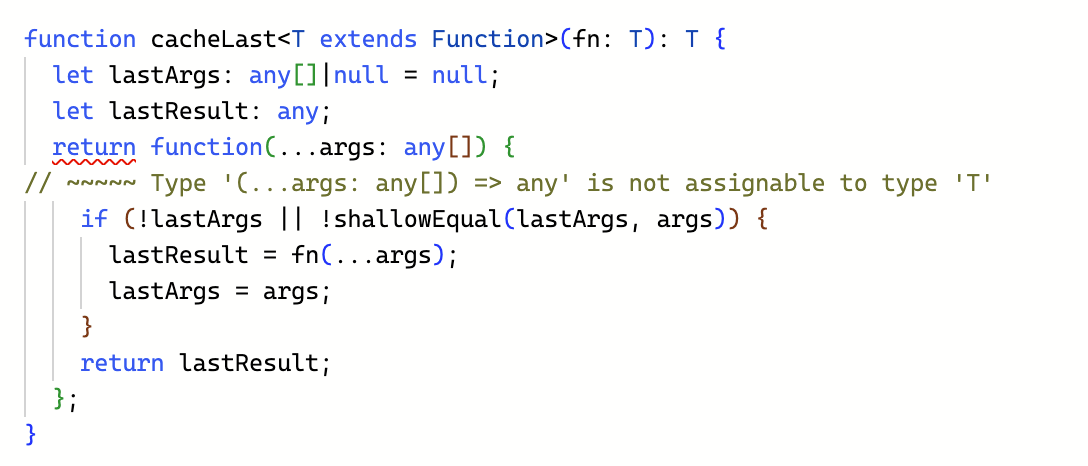 function cacheLast<T extends Function>(fn: T): T {
  let lastArgs: any[]|null = null;
  let lastResult: any;
  return function(...args: any[]) {
// ~~~~~ Type '(...args: any[]) => any' is not assignable to type 'T'
    if (!lastArgs || !shallowEqual(lastArgs, args)) {
      lastResult = fn(...args);
      lastArgs = args;
    }
    return lastResult;
  };
}